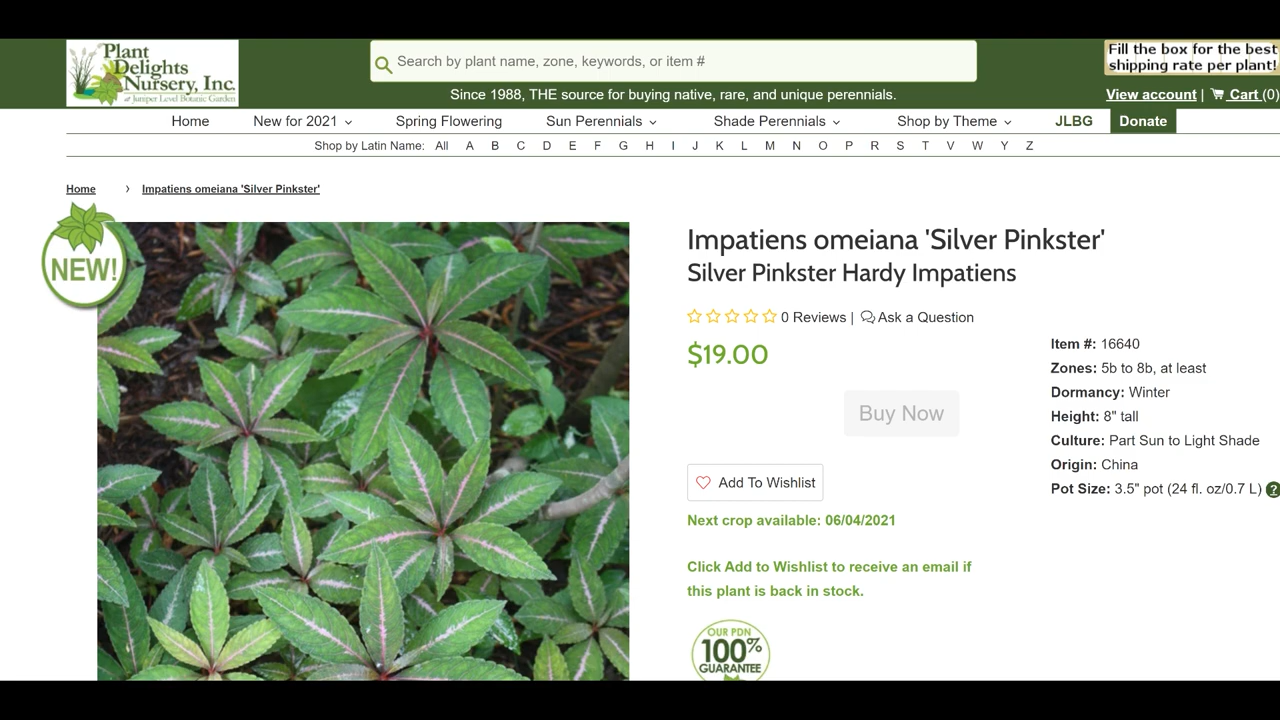 Plant
Delights
Nursery, Inc.
at Juniper Level Botanic Garden
Search by plant name, zone, keywords, or item #
Since 1988, THE source for buying native, rare, and unique perennials.
Fill the box for the best
shipping rate per plant!
View account | Cart (0)
Home New for 2021 Spring Flowering Sun Perennials Shade Perennials Shop by Theme JLBG Donate
Shop by Latin Name: All A B C D E F G H I J K L M N O P R S T V W Y Z
Home › Impatiens omeiana 'Silver Pinkster'
NEW!
Impatiens omeiana 'Silver Pinkster'
Silver Pinkster Hardy Impatiens
0 Reviews | Ask a Question
$19.00
Buy Now
Add To Wishlist
Next crop available: 06/04/2021
Click Add to Wishlist to receive an email if
this plant is back in stock.
OUR PDN
100%
GUARANTEE
Item #: 16640
Zones: 5b to 8b, at least
Dormancy: Winter
Height: 8" tall
Culture: Part Sun to Light Shade
Origin: China
Pot Size: 3.5" pot (24 fl. oz/0.7 L) ?